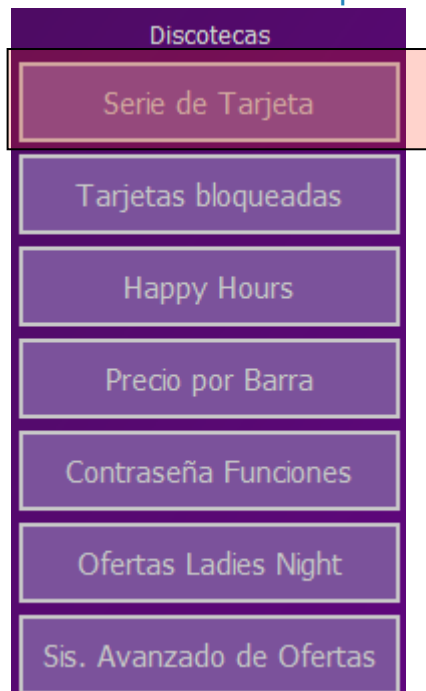 Discotecas
Serie de Tarjeta
Tarjetas bloqueadas
Happy Hours
Precio por Barra
Contraseña Funciones
Ofertas Ladies Night
Sis. Avanzado de Ofertas